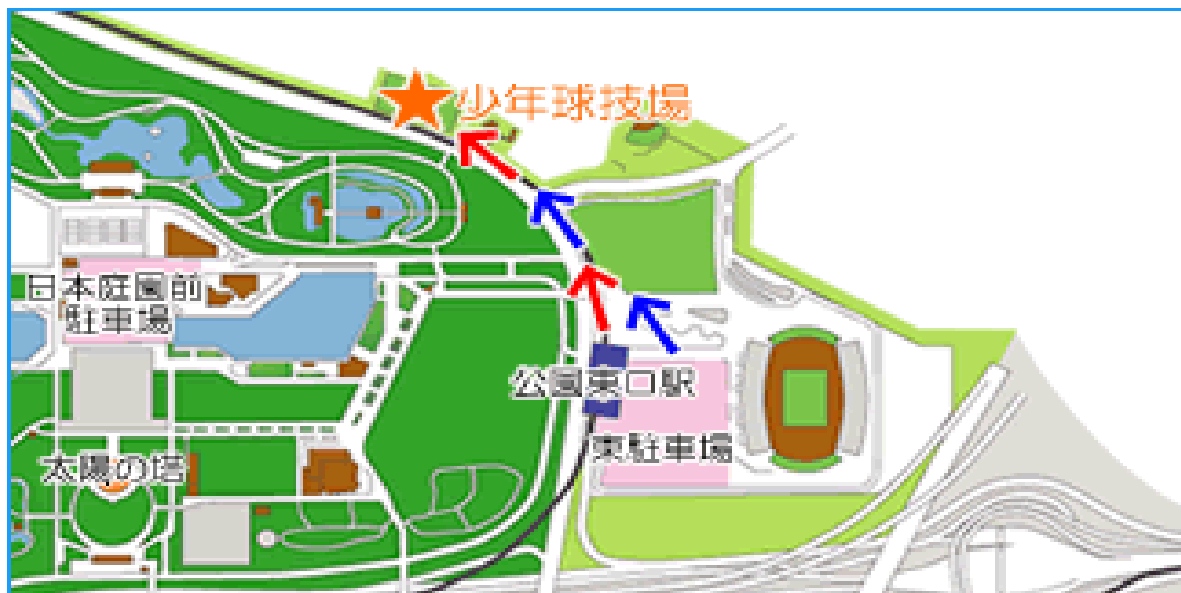 少年球技場
日本庭園前
駐車場
公園東口駅
東駐車場
太陽の塔